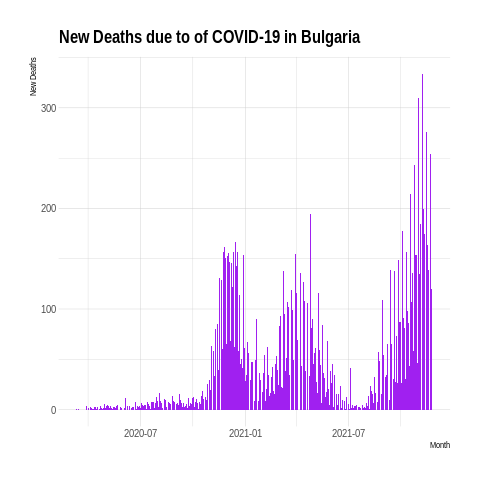 New Deaths due to of COVID-19 in Bulgaria
New Deaths
300
200
100
0
2020-07 2021-01 2021-07
Month